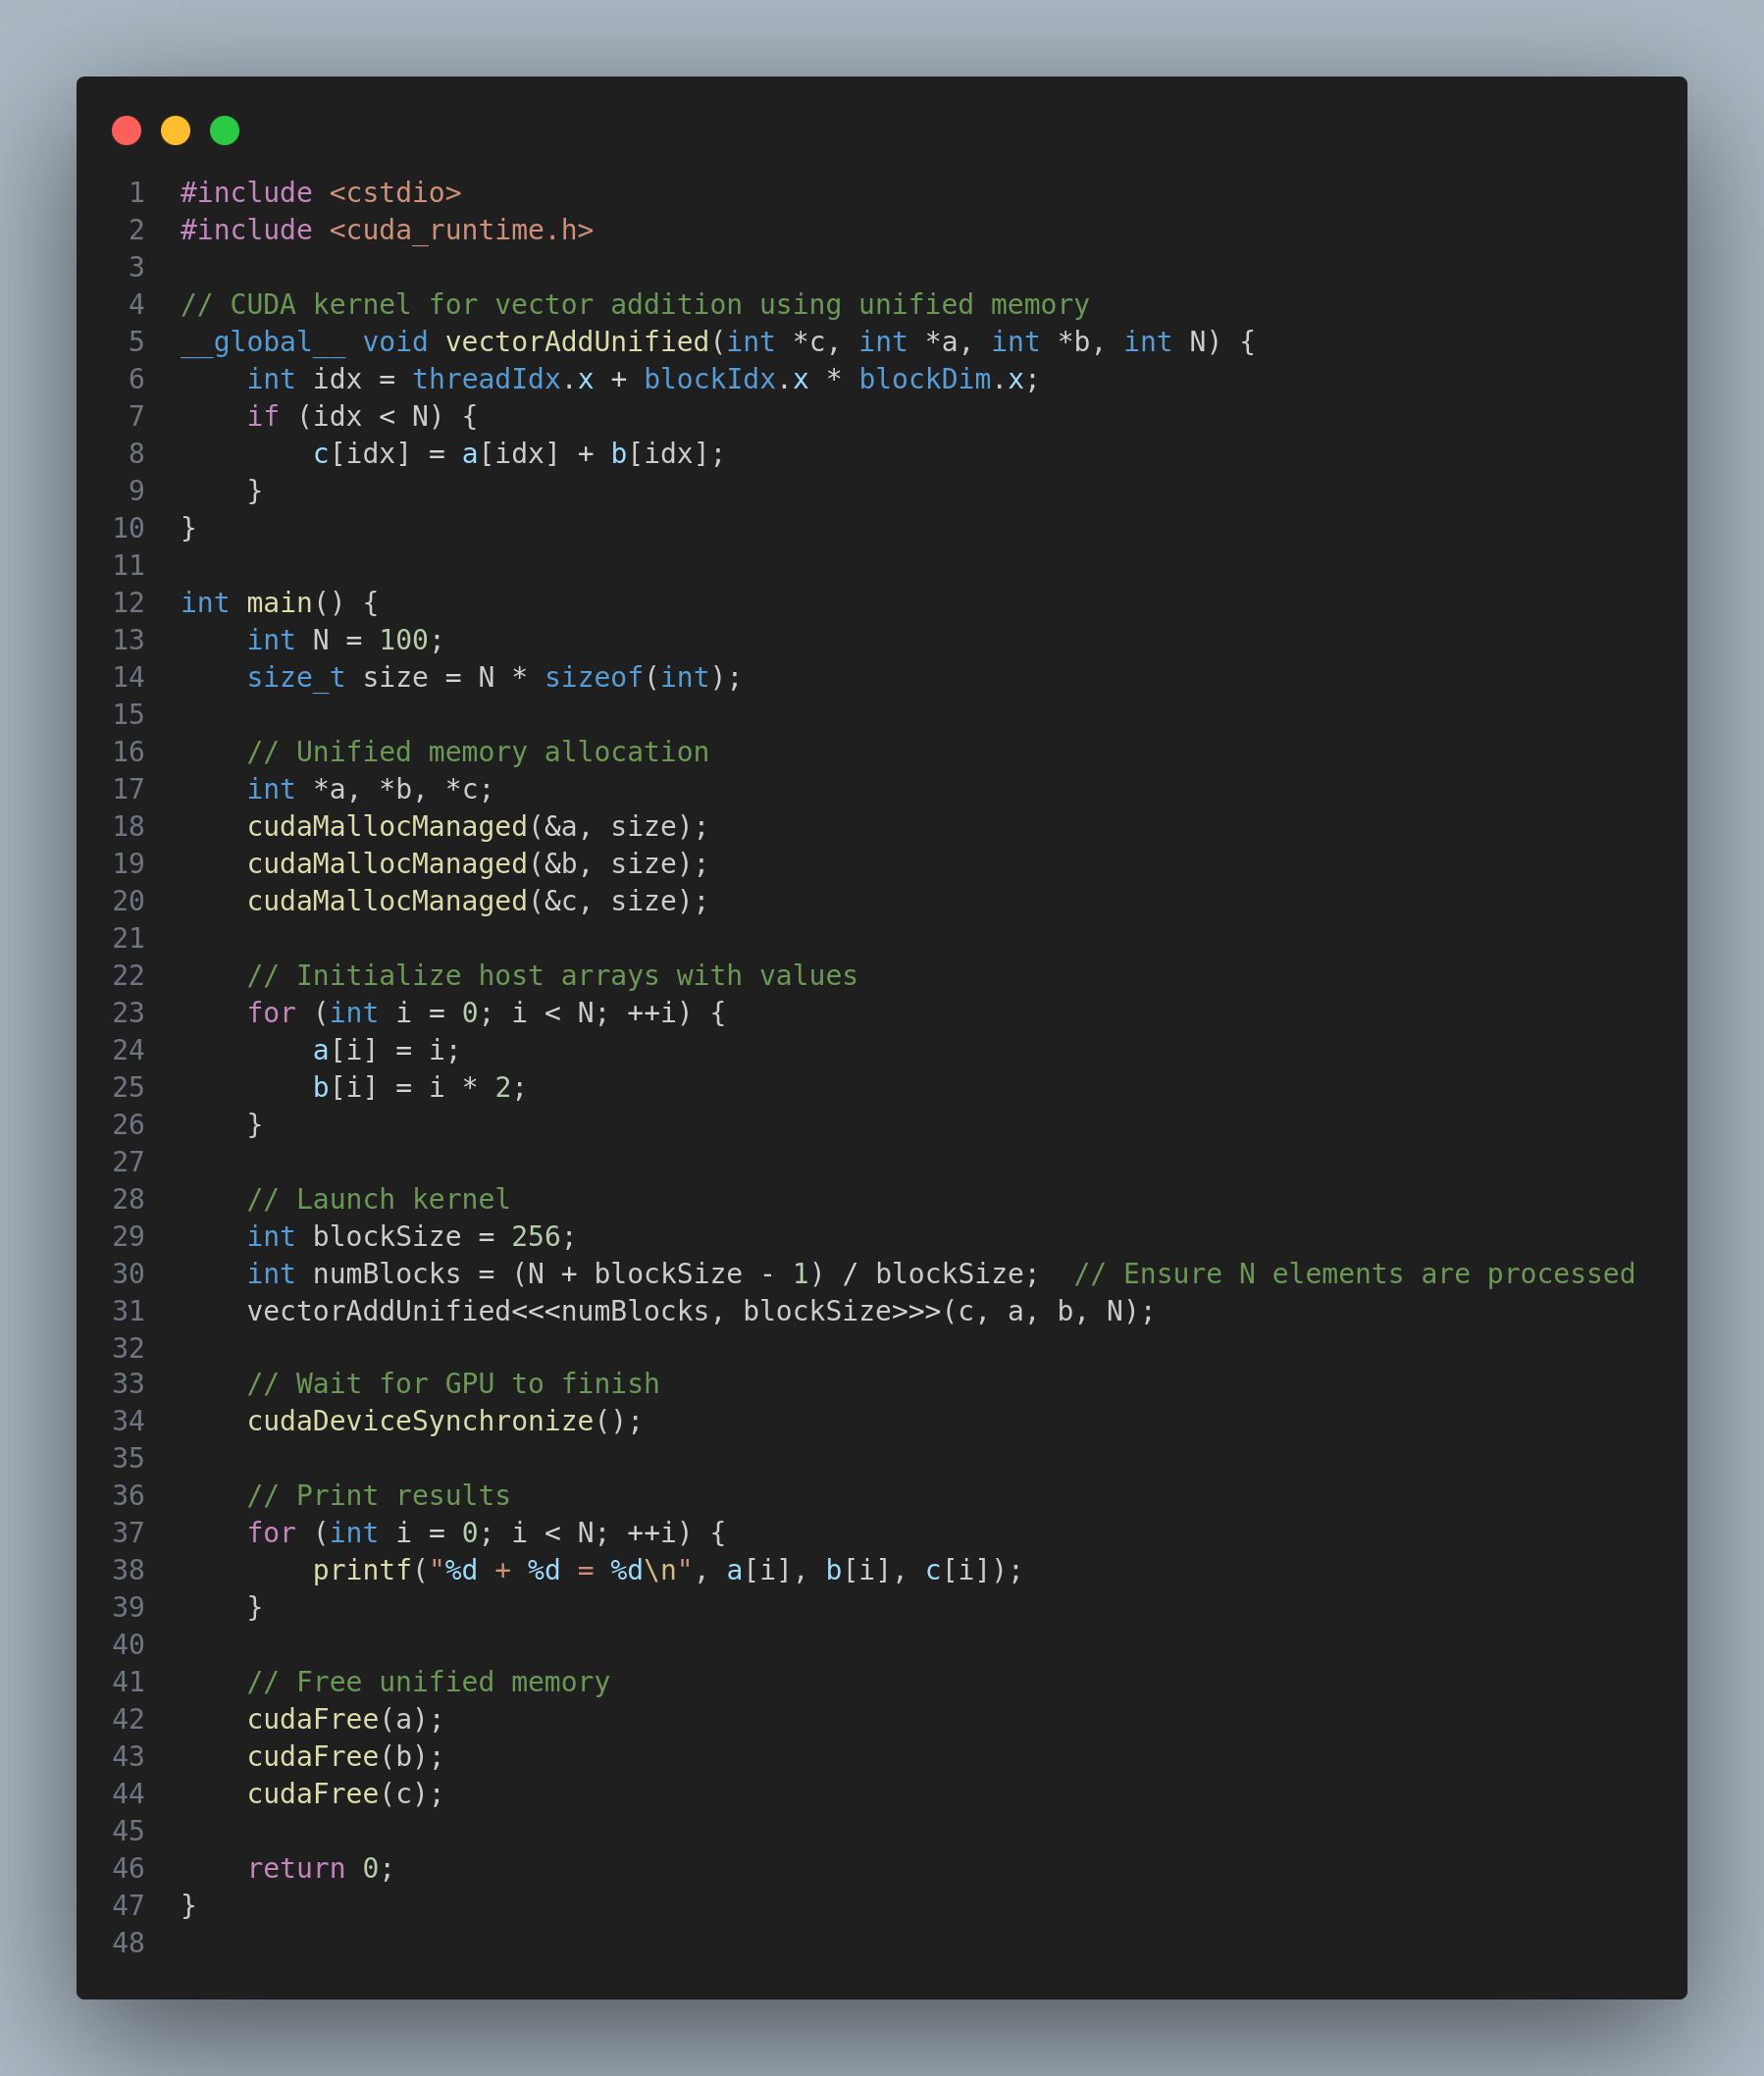 1 #include <cstdio>
2 #include <cuda_runtime.h>
3
4 // CUDA kernel for vector addition using unified memory
5 __global__ void vectorAddUnified(int *c, int *a, int *b, int N) {
6     int idx = threadIdx.x + blockIdx.x * blockDim.x;
7     if (idx < N) {
8         c[idx] = a[idx] + b[idx];
9     }
10 }
11
12 int main() {
13     int N = 100;
14     size_t size = N * sizeof(int);
15
16     // Unified memory allocation
17     int *a, *b, *c;
18     cudaMallocManaged(&a, size);
19     cudaMallocManaged(&b, size);
20     cudaMallocManaged(&c, size);
21
22     // Initialize host arrays with values
23     for (int i = 0; i < N; ++i) {
24         a[i] = i;
25         b[i] = i * 2;
26     }
27
28     // Launch kernel
29     int blockSize = 256;
30     int numBlocks = (N + blockSize - 1) / blockSize;  // Ensure N elements are processed
31     vectorAddUnified<<<numBlocks, blockSize>>>(c, a, b, N);
32
33     // Wait for GPU to finish
34     cudaDeviceSynchronize();
35
36     // Print results
37     for (int i = 0; i < N; ++i) {
38         printf("%d + %d = %d\n", a[i], b[i], c[i]);
39     }
40
41     // Free unified memory
42     cudaFree(a);
43     cudaFree(b);
44     cudaFree(c);
45
46     return 0;
47 }
48